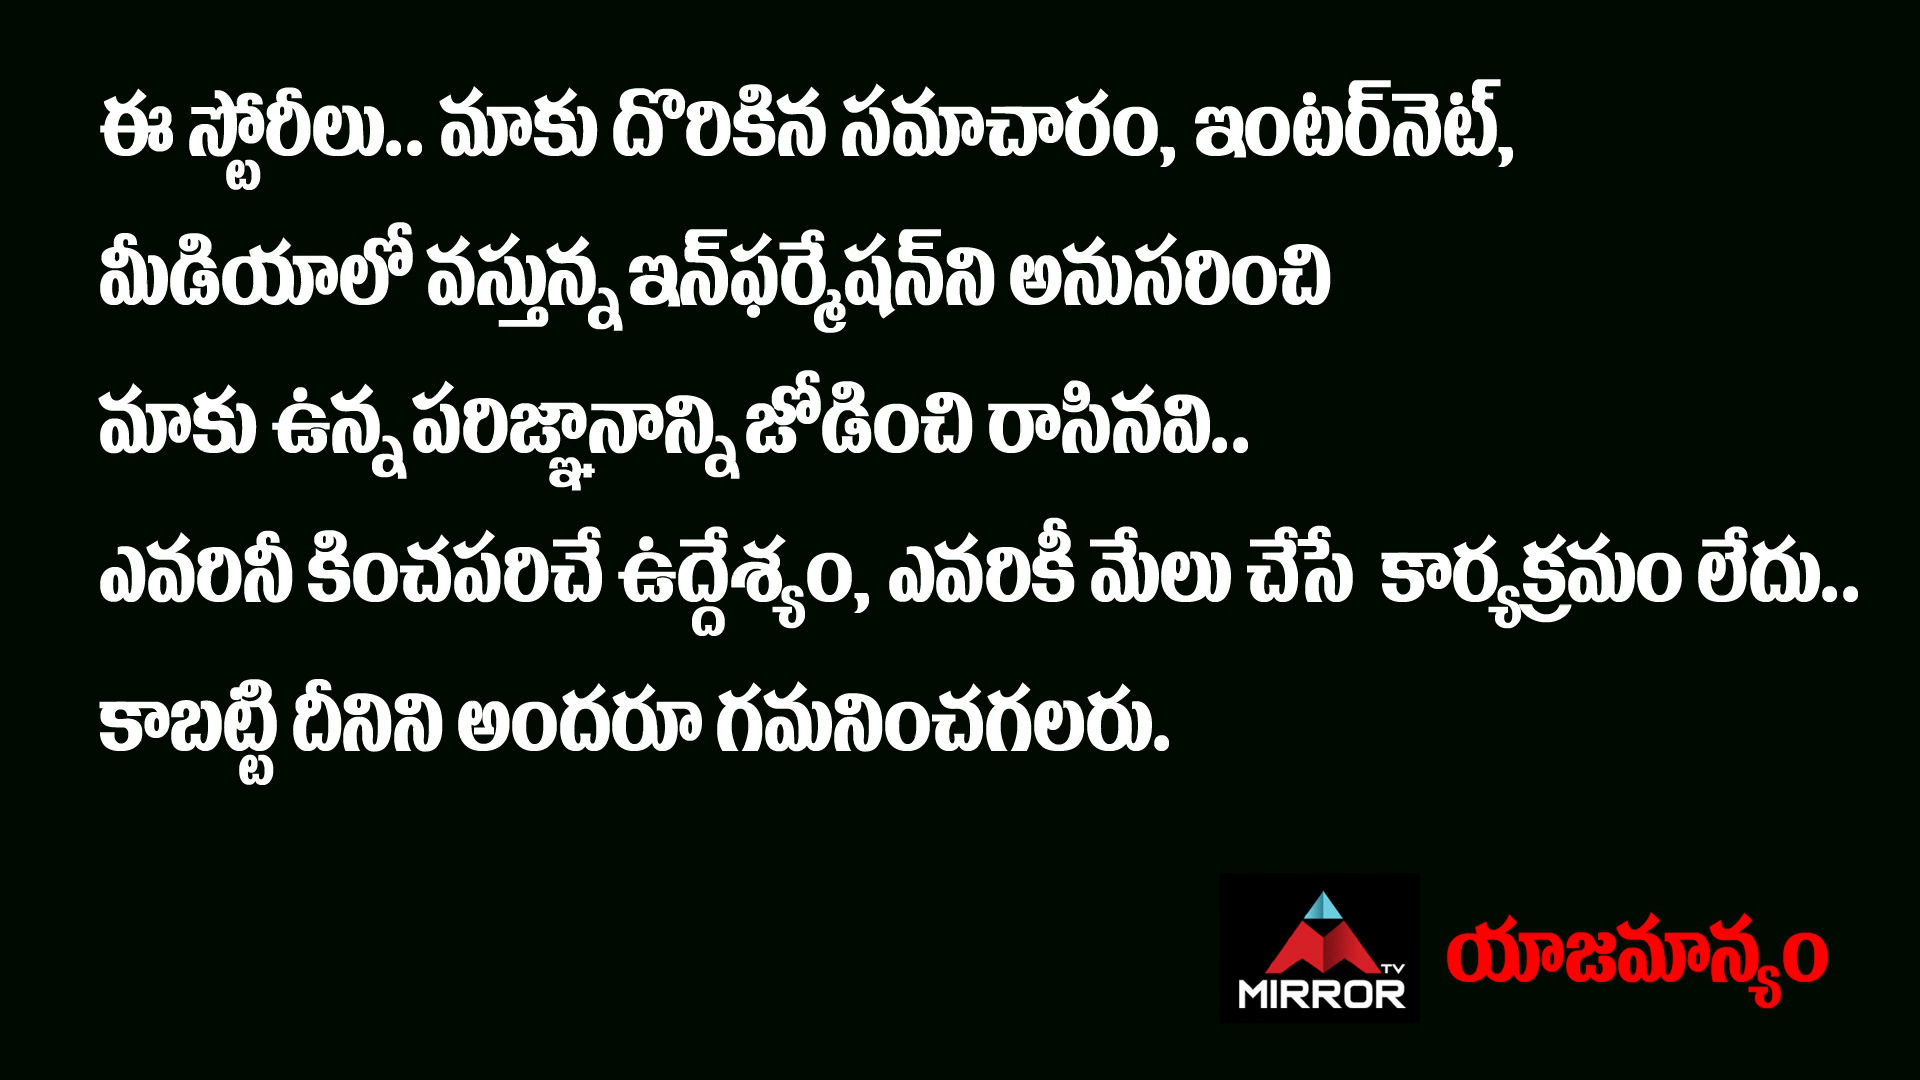 ఈ స్టోరీలు.. మాకు దొరికిన సమాచారం, ఇంటర్‌నెట్,
మీడియాలో వస్తున్న ఇన్‌ఫర్మేషన్‌ని అనుసరించి
మాకు ఉన్న పరిజ్ఞానాన్ని జోడించి రాసినవి..
ఎవరినీ కించపరిచే ఉద్దేశ్యం, ఎవరికీ మేలు చేసే కార్యక్రమం లేదు..
కాబట్టి దీనిని అందరూ గమనించగలరు.
TV
MIRROR యాజమాన్యం